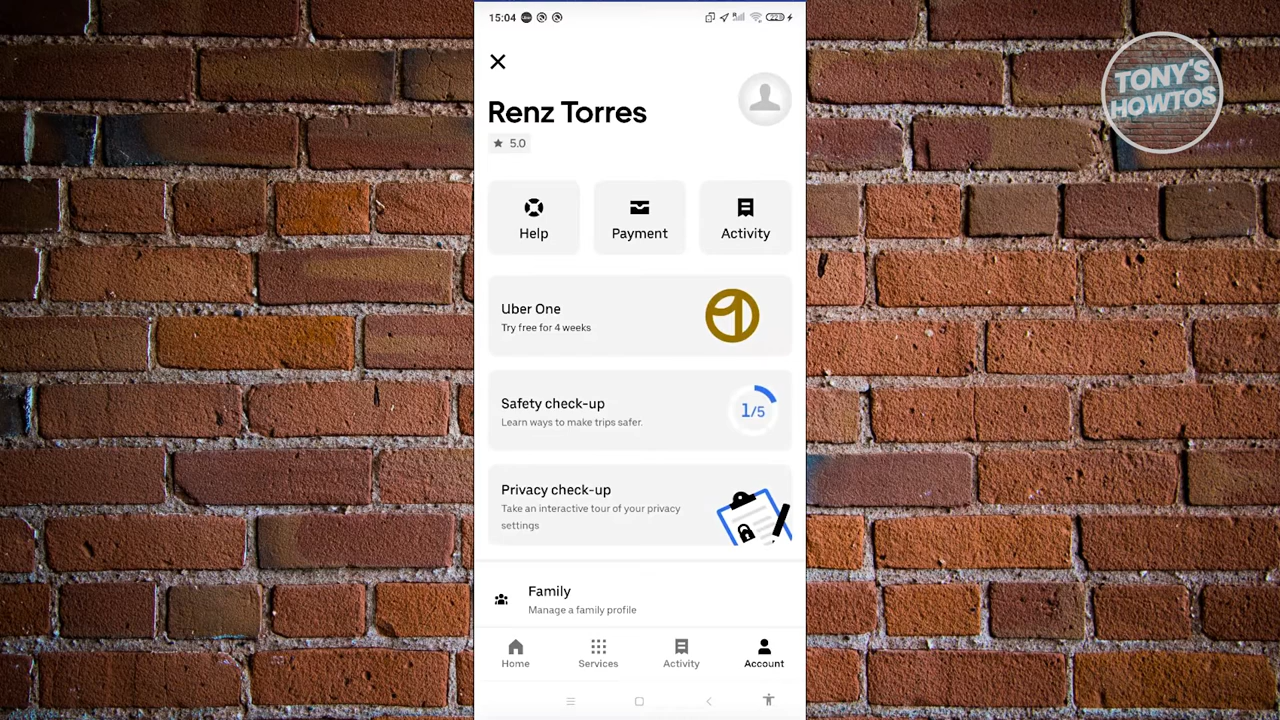 15:04
22
TONY'S
HOWTOS
Renz Torres
5.0
Help
Payment
Activity
Uber One
Try free for 4 weeks
Safety check-up
1/5
Learn ways to make trips safer.
Privacy check-up
Take an interactive tour of your privacy
settings
Family
Manage a family profile
Home
Services
Activity
Account